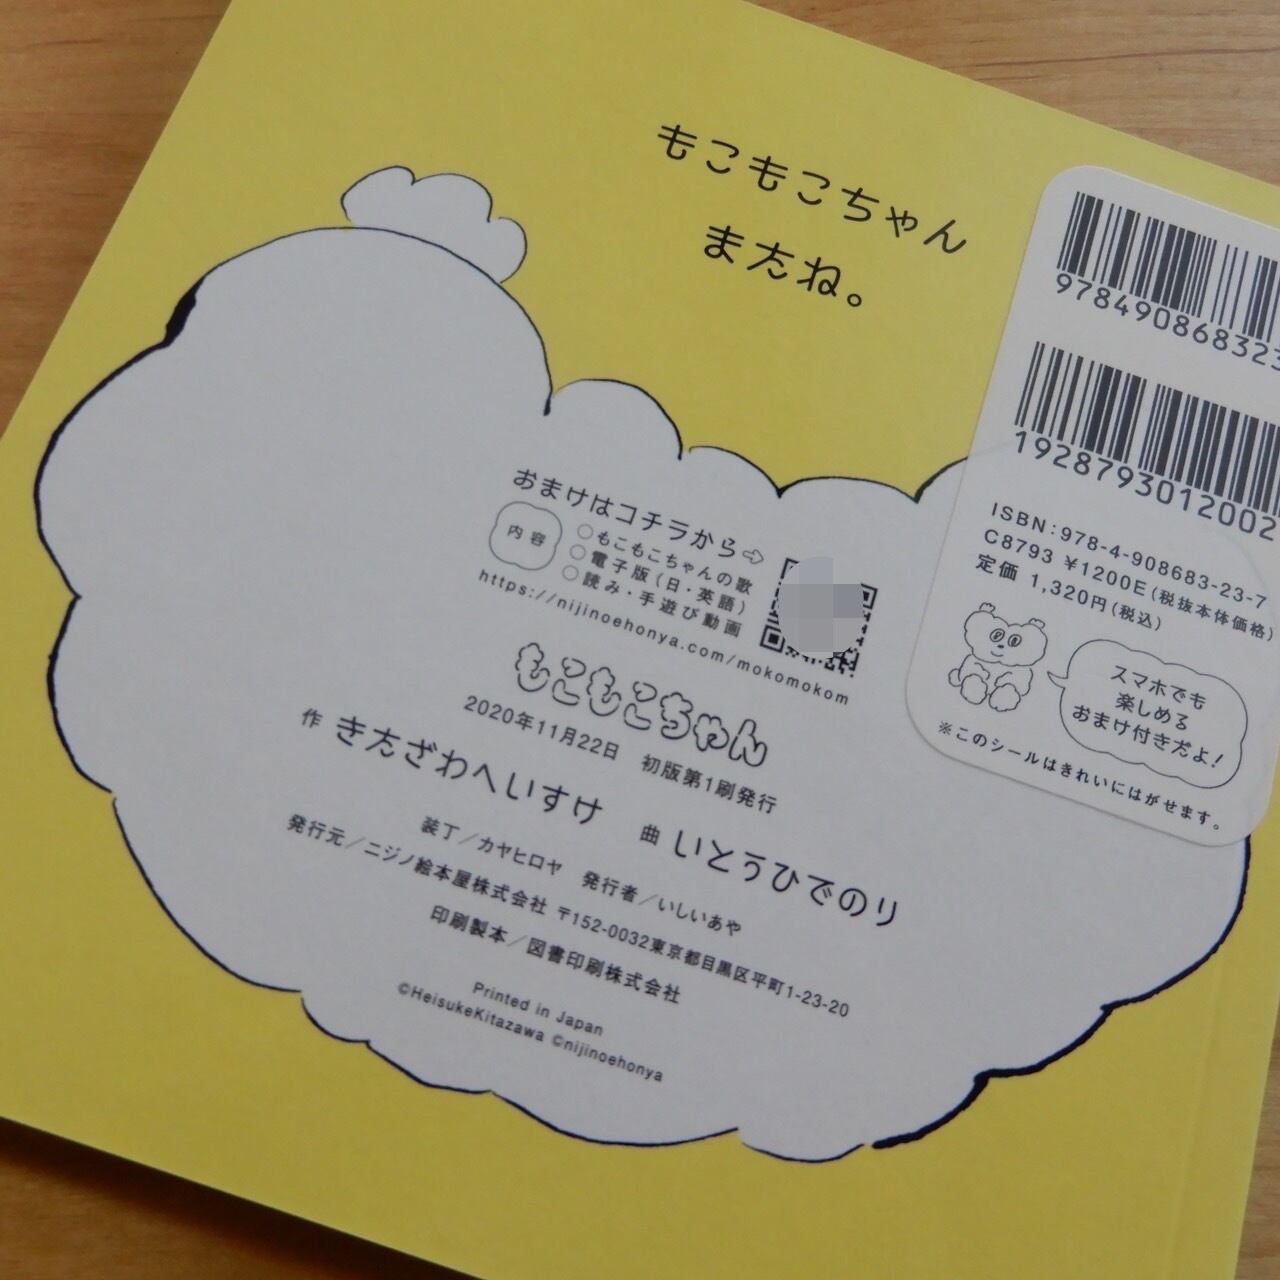 もこもこちゃん
またね。
9784908683237
1928793012002
ISBN:978-4-908683-23-7
C8793 ¥1200E(税抜本体価格)
定価 1,320円(税込)
スマホでも
楽しめる
おまけ付きだよ!
※このシールはきれいにはがせます。
おまけはコチラから⇨
内容
○もこもこちゃんの歌
○電子版(日・英語)
○読み・手遊び動画
https://nijinoehonya.com/mokomokom
もこもこちゃん
2020年11月22日 初版第1刷発行
作 きたざわへいすけ 曲 いとうひでのり
装丁/カヤヒロヤ 発行者/いしいあや
発行元/ニジノ絵本屋株式会社 〒152-0032東京都目黒区平町1-23-20
印刷製本/図書印刷株式会社
Printed in Japan
©HeisukeKitazawa ©nijinoehonya